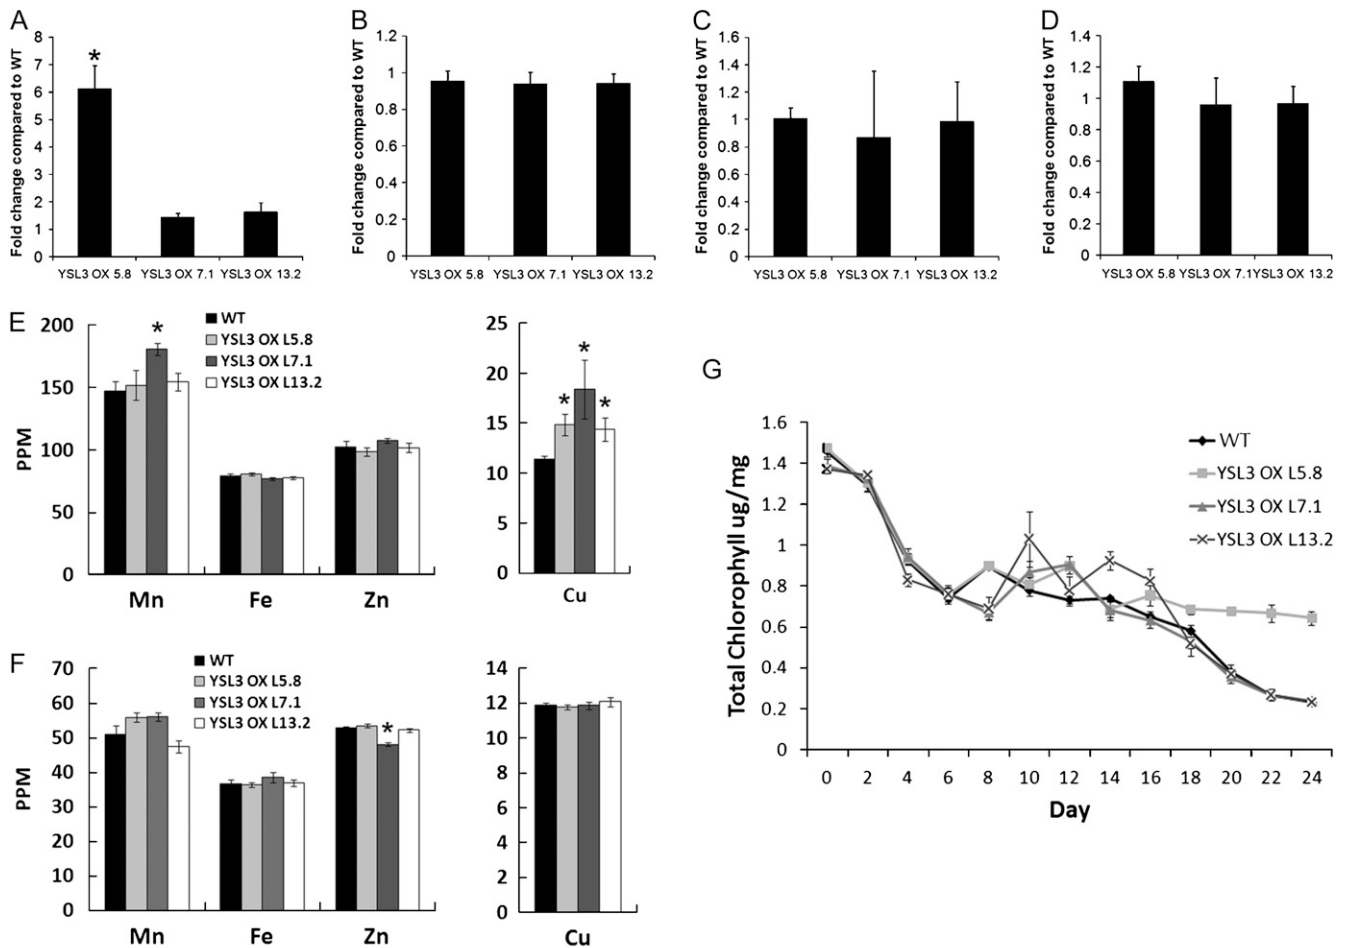 A
Fold change compared to WT
8
7
6
5
4
3
2
1
0
*
YSL3 OX 5.8 YSL3 OX 7.1 YSL3 OX 13.2
B
Fold change compared to WT
1.2
1
0.8
0.6
0.4
0.2
0
YSL3 OX 5.8 YSL3 OX 7.1 YSL3 OX 13.2
C
Fold change compared to WT
1.6
1.4
1.2
1
0.8
0.6
0.4
0.2
0
YSL3 OX 5.8 YSL3 OX 7.1 YSL3 OX 13.2
D
Fold change compared to WT
1.4
1.2
1
0.8
0.6
0.4
0.2
0
YSL3 OX 5.8 YSL3 OX 7.1 YSL3 OX 13.2
E
PPM
200
150
100
50
0
*
WT
YSL3 OX L5.8
YSL3 OX L7.1
YSL3 OX L13.2
Mn Fe Zn
25
20
15
10
5
0
* * *
Cu
F
PPM
70
60
50
40
30
20
10
0
WT
YSL3 OX L5.8
YSL3 OX L7.1
YSL3 OX L13.2
*
Mn Fe Zn
14
12
10
8
6
4
2
0
Cu
G
Total Chlorophyll ug/mg
1.6
1.4
1.2
1
0.8
0.6
0.4
0.2
0
WT
YSL3 OX L5.8
YSL3 OX L7.1
YSL3 OX L13.2
0 2 4 6 8 10 12 14 16 18 20 22 24
Day